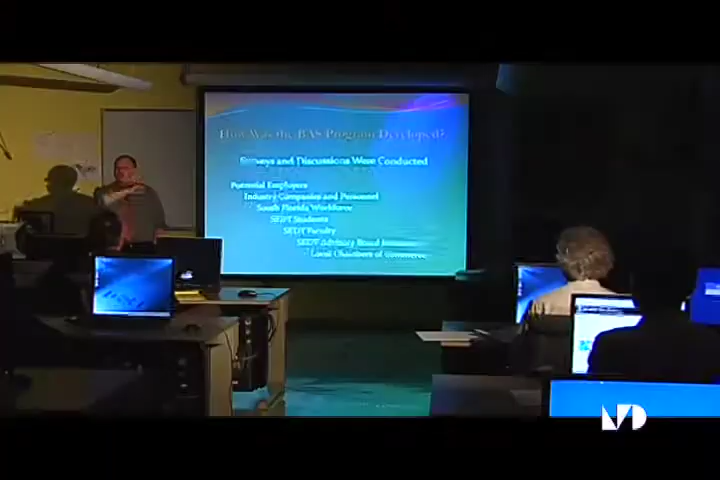 How Was the BAS Program Developed?
Surveys and Discussions Were Conducted
Potential Employers
Industry Companies and Personnel
South Florida Workforce
SEDT Students
SEDT Faculty
SEDT Advisory Board
Local Chambers of Commerce
MD